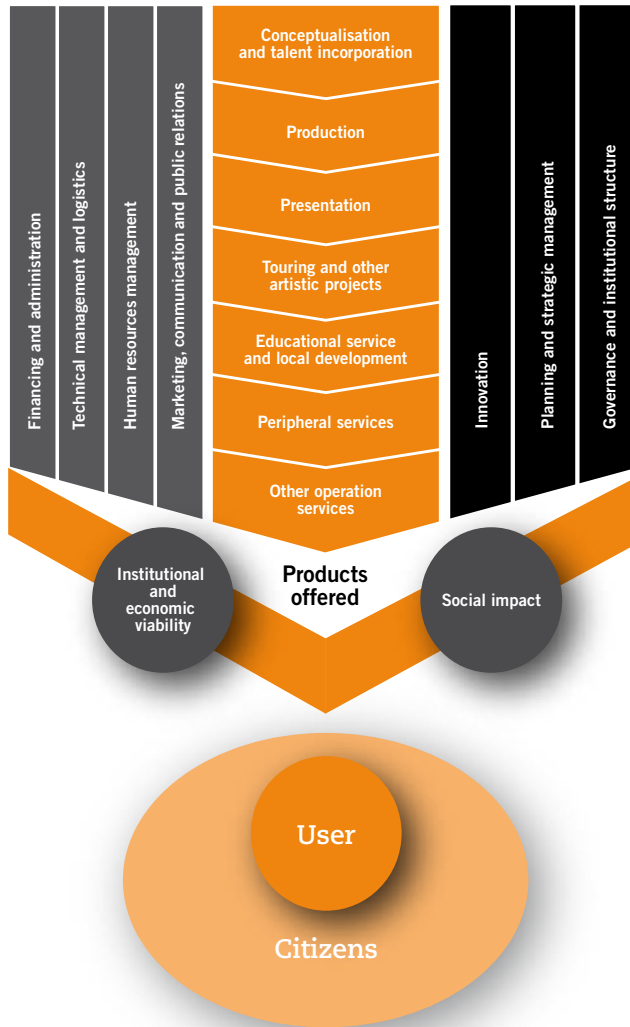 Financing and administration
Technical management and logistics
Human resources management
Marketing, communication and public relations
Conceptualisation
and talent incorporation
Production
Presentation
Touring and other
artistic projects
Educational service
and local development
Peripheral services
Other operation
services
Innovation
Planning and strategic management
Governance and institutional structure
Institutional
and
economic
viability
Products
offered
Social impact
User
Citizens